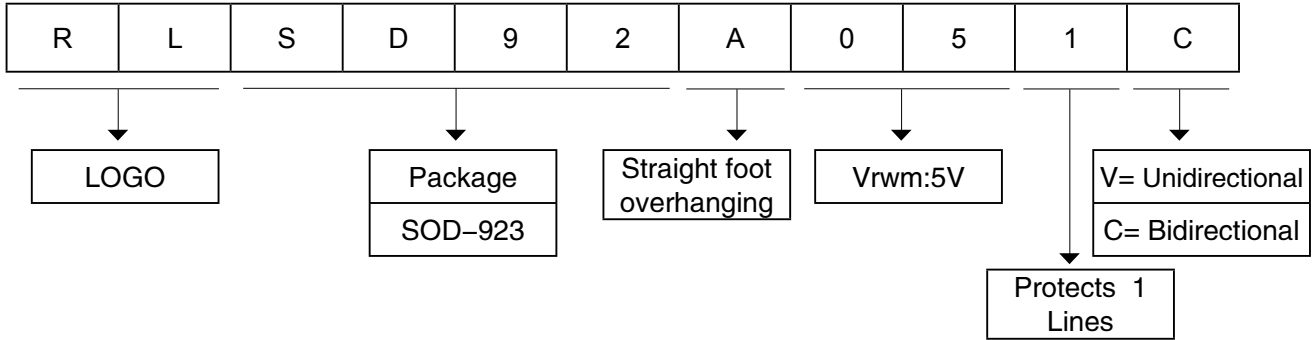 R L S D 9 2 A 0 5 1 C
LOGO
Package
SOD−923
Straight foot
overhanging
Vrwm:5V
V= Unidirectional
C= Bidirectional
Protects 1
Lines